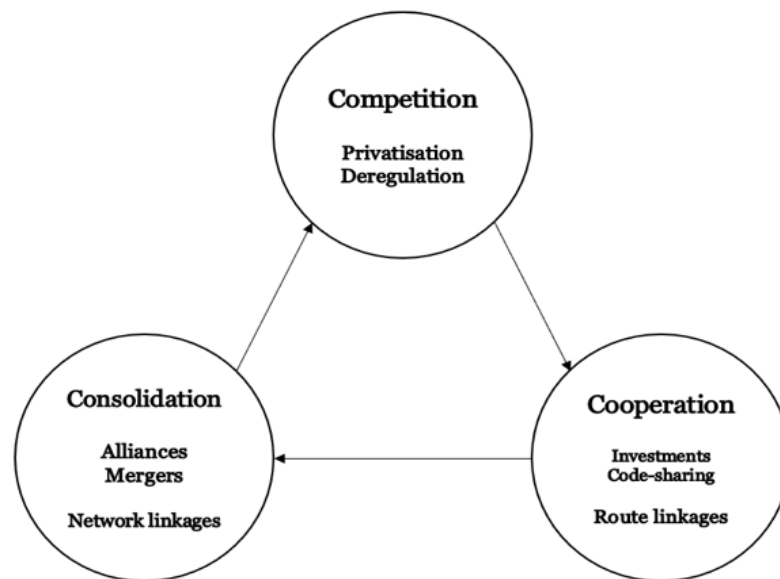 Competition
Privatisation
Deregulation
Consolidation
Alliances
Mergers
Network linkages
Cooperation
Investments
Code-sharing
Route linkages